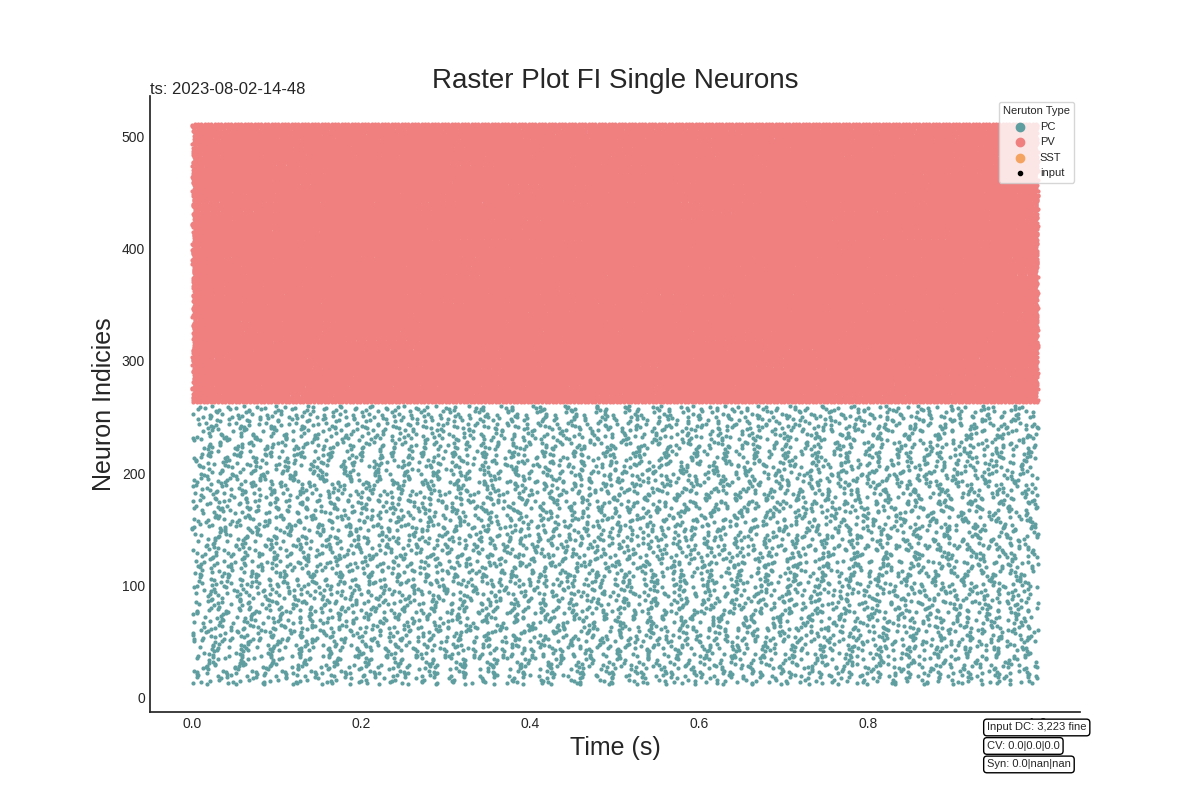 Raster Plot FI Single Neurons
ts: 2023-08-02-14-48
Neruton Type
PC
PV
SST
input
Neuron Indicies
500
400
300
200
100
0
0.0
0.2
0.4
0.6
0.8
Time (s)
Input DC: 3,223 fine
CV: 0.0|0.0|0.0
Syn: 0.0|nan|nan